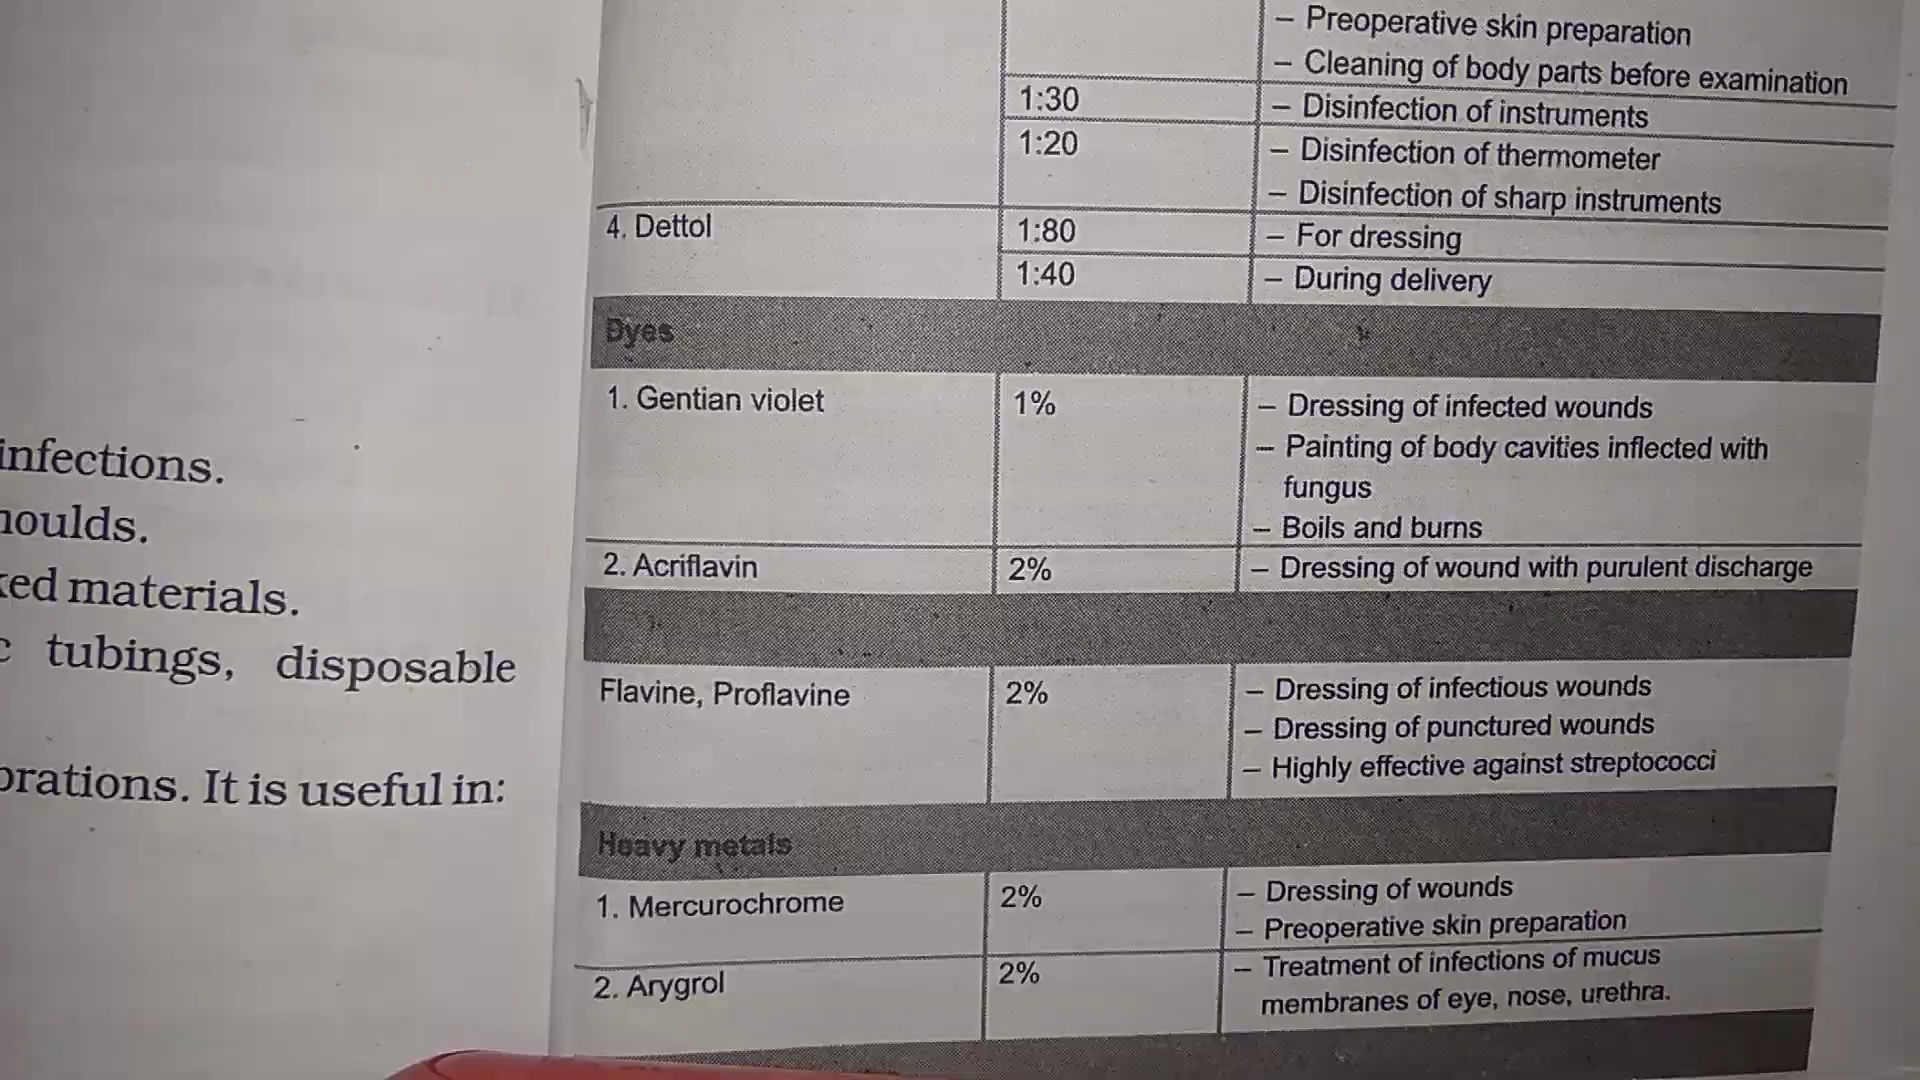 infections.
moulds.
materials.
tubings, disposable
It is useful in:
– Preoperative skin preparation
– Cleaning of body parts before examination
1:30 – Disinfection of instruments
1:20 – Disinfection of thermometer
– Disinfection of sharp instruments
4. Dettol 1:80 – For dressing
1:40 – During delivery
Dyes
1. Gentian violet 1% – Dressing of infected wounds
– Painting of body cavities inflected with
fungus
– Boils and burns
2. Acriflavin 2% – Dressing of wound with purulent discharge
Flavine, Proflavine 2% – Dressing of infectious wounds
– Dressing of punctured wounds
– Highly effective against streptococci
Heavy metals
1. Mercurochrome 2% – Dressing of wounds
– Preoperative skin preparation
2. Arygrol 2% – Treatment of infections of mucus
membranes of eye, nose, urethra.